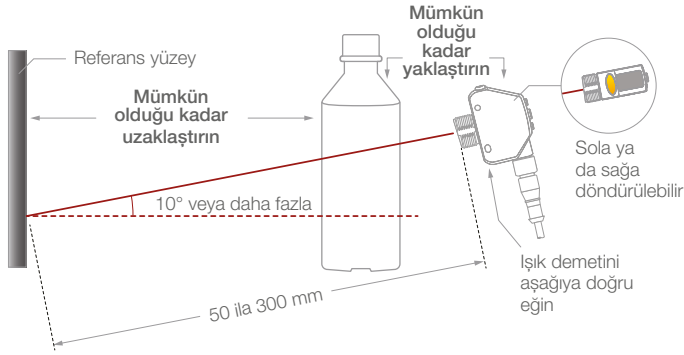 Referans yüzey
Mümkün
olduğu kadar
uzaklaştırın
Mümkün
olduğu
kadar
yaklaştırın
Sola ya
da sağa
döndürülebilir
10° veya daha fazla
Işık demetini
aşağıya doğru
eğin
50 ila 300 mm